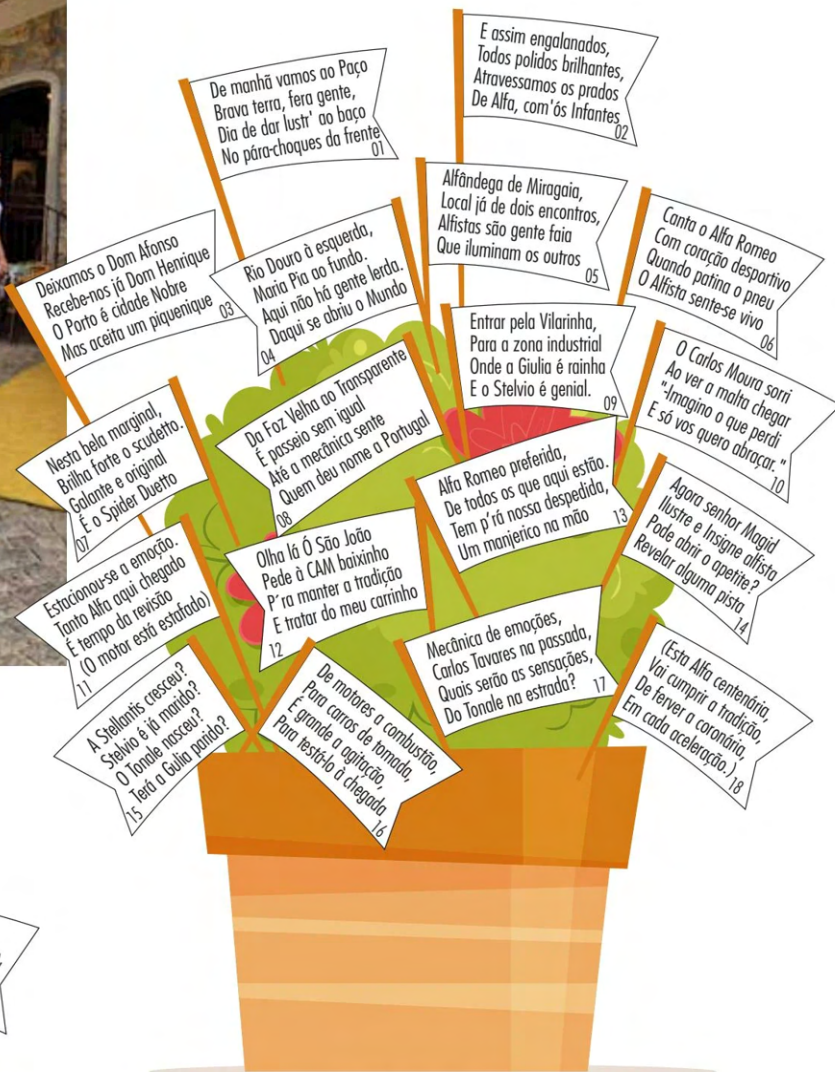 De manhã vamos ao Paço
Brava terra, fera gente,
Dia de dar lustr' ao baço
No pára-choques da frente
01
E assim engalanados,
Todos polidos brilhantes,
Atravessamos os prados
De Alfa, com'ós Infantes
02
Deixamos o Dom Afonso
Recebe-nos já Dom Henrique
O Porto é cidade Nobre
Mas aceita um piquenique
03
Rio Douro à esquerda,
Maria Pia ao fundo.
Aqui não há gente lerda.
Daqui se abriu o Mundo
04
Alfândega de Miragaia,
Local já de dois encontros,
Alfistas são gente faia
Que iluminam os outros
05
Canta o Alfa Romeo
Com coração desportivo
Quando patina o pneu
O Alfista sente-se vivo
06
Nesta bela marginal,
Brilha forte o scudetto.
Galante e original
É o Spider Duetto
07
Da Foz Velha ao Transparente
É passeio sem igual
Até a mecânica sente
Quem deu nome a Portugal
08
Entrar pela Vilarinha,
Para a zona industrial
Onde a Giulia é rainha
E o Stelvio é genial.
09
O Carlos Moura sorri
Ao ver a malta chegar
"-Imagino o que perdi
E só vos quero abraçar."
10
Estacionou-se a emoção.
Tanto Alfa aqui chegado
É tempo da revisão
(O motor está estafado)
11
Olha lá Ó São João
Pede à CAM baixinho
P'ra manter a tradição
E tratar do meu carrinho
12
Alfa Romeo preferida,
De todos os que aqui estão.
Tem p'rá nossa despedida,
Um manjerico na mão
13
Agora senhor Magid
Ilustre e Insigne alfista
Pode abrir o apetite?
Revelar alguma pista
14
A Stellantis cresceu?
Stelvio é já marido?
O Tonale nasceu?
Terá a Gulia parido?
15
De motores a combustão,
Para carros de tomada,
É grande a agitação,
Para testá-lo à chegada
16
Mecânica de emoções,
Carlos Tavares na passada,
Quais serão as sensações,
Do Tonale na estrada?
17
(Esta Alfa centenária,
Vai cumprir a tradição,
De ferver a coronária,
Em cada aceleração.)
18